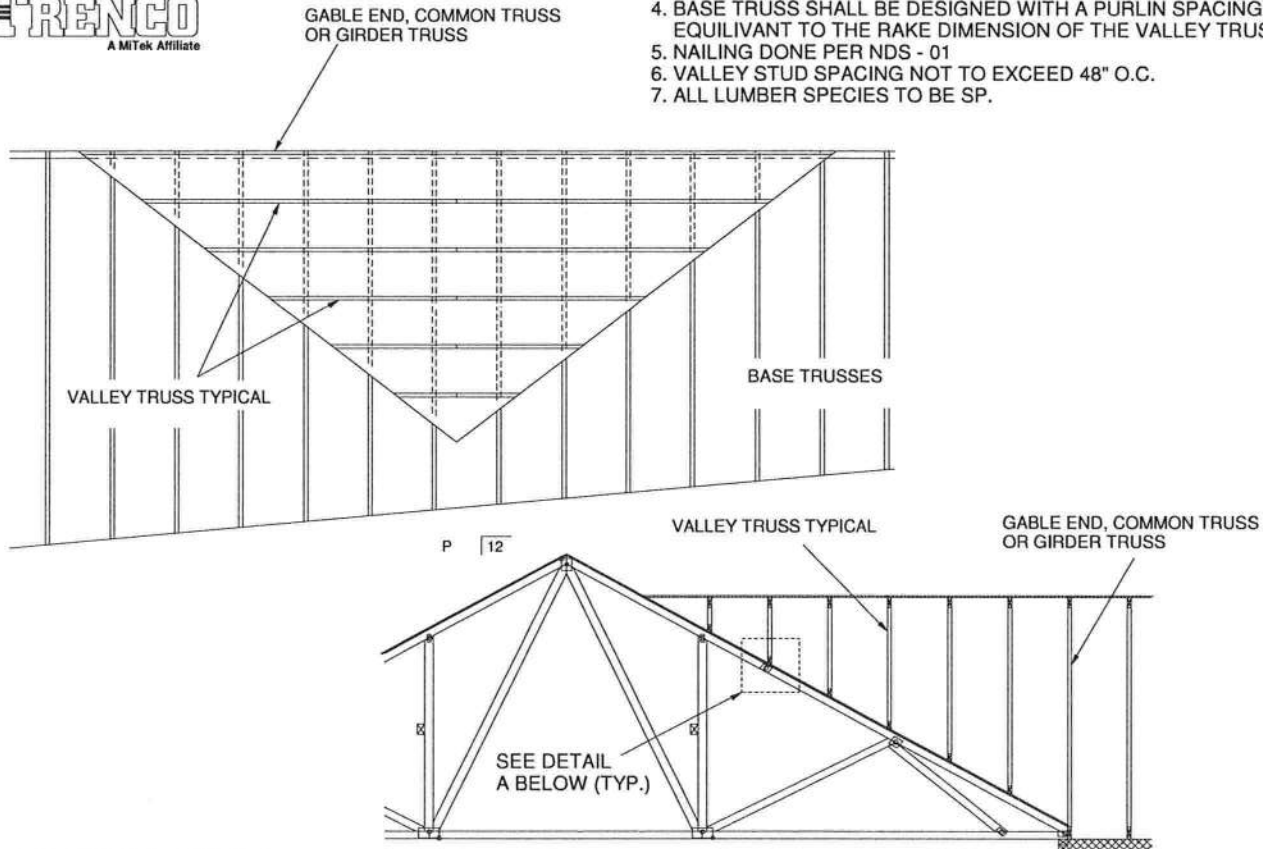 TRENCO
A MiTek Affiliate
GABLE END, COMMON TRUSS
OR GIRDER TRUSS
4. BASE TRUSS SHALL BE DESIGNED WITH A PURLIN SPACING
EQUILIVANT TO THE RAKE DIMENSION OF THE VALLEY TRUS
5. NAILING DONE PER NDS - 01
6. VALLEY STUD SPACING NOT TO EXCEED 48" O.C.
7. ALL LUMBER SPECIES TO BE SP.
VALLEY TRUSS TYPICAL
BASE TRUSSES
P 12
VALLEY TRUSS TYPICAL
GABLE END, COMMON TRUSS
OR GIRDER TRUSS
SEE DETAIL
A BELOW (TYP.)